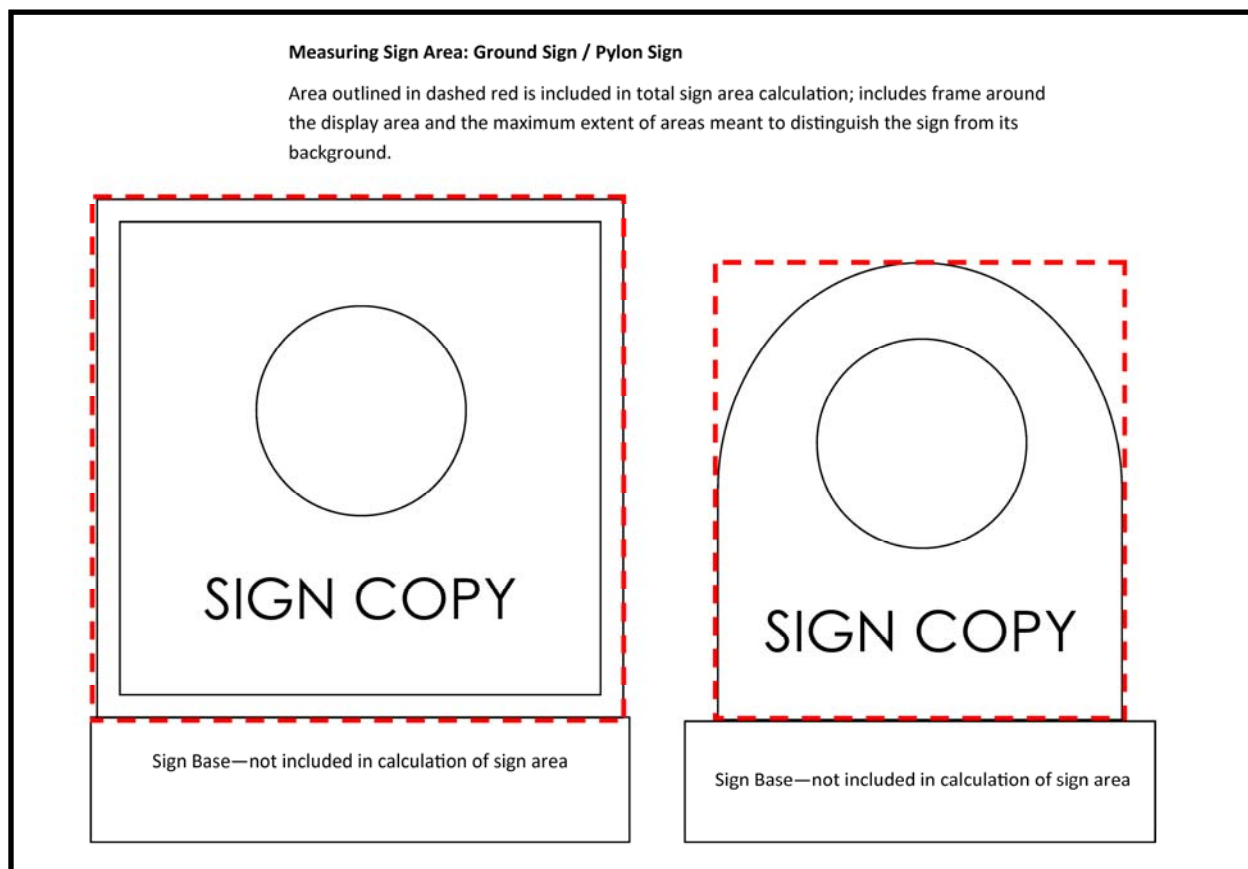 Measuring Sign Area: Ground Sign / Pylon Sign
Area outlined in dashed red is included in total sign area calculation; includes frame around
the display area and the maximum extent of areas meant to distinguish the sign from its
background.
SIGN COPY
SIGN COPY
Sign Base—not included in calculation of sign area
Sign Base—not included in calculation of sign area